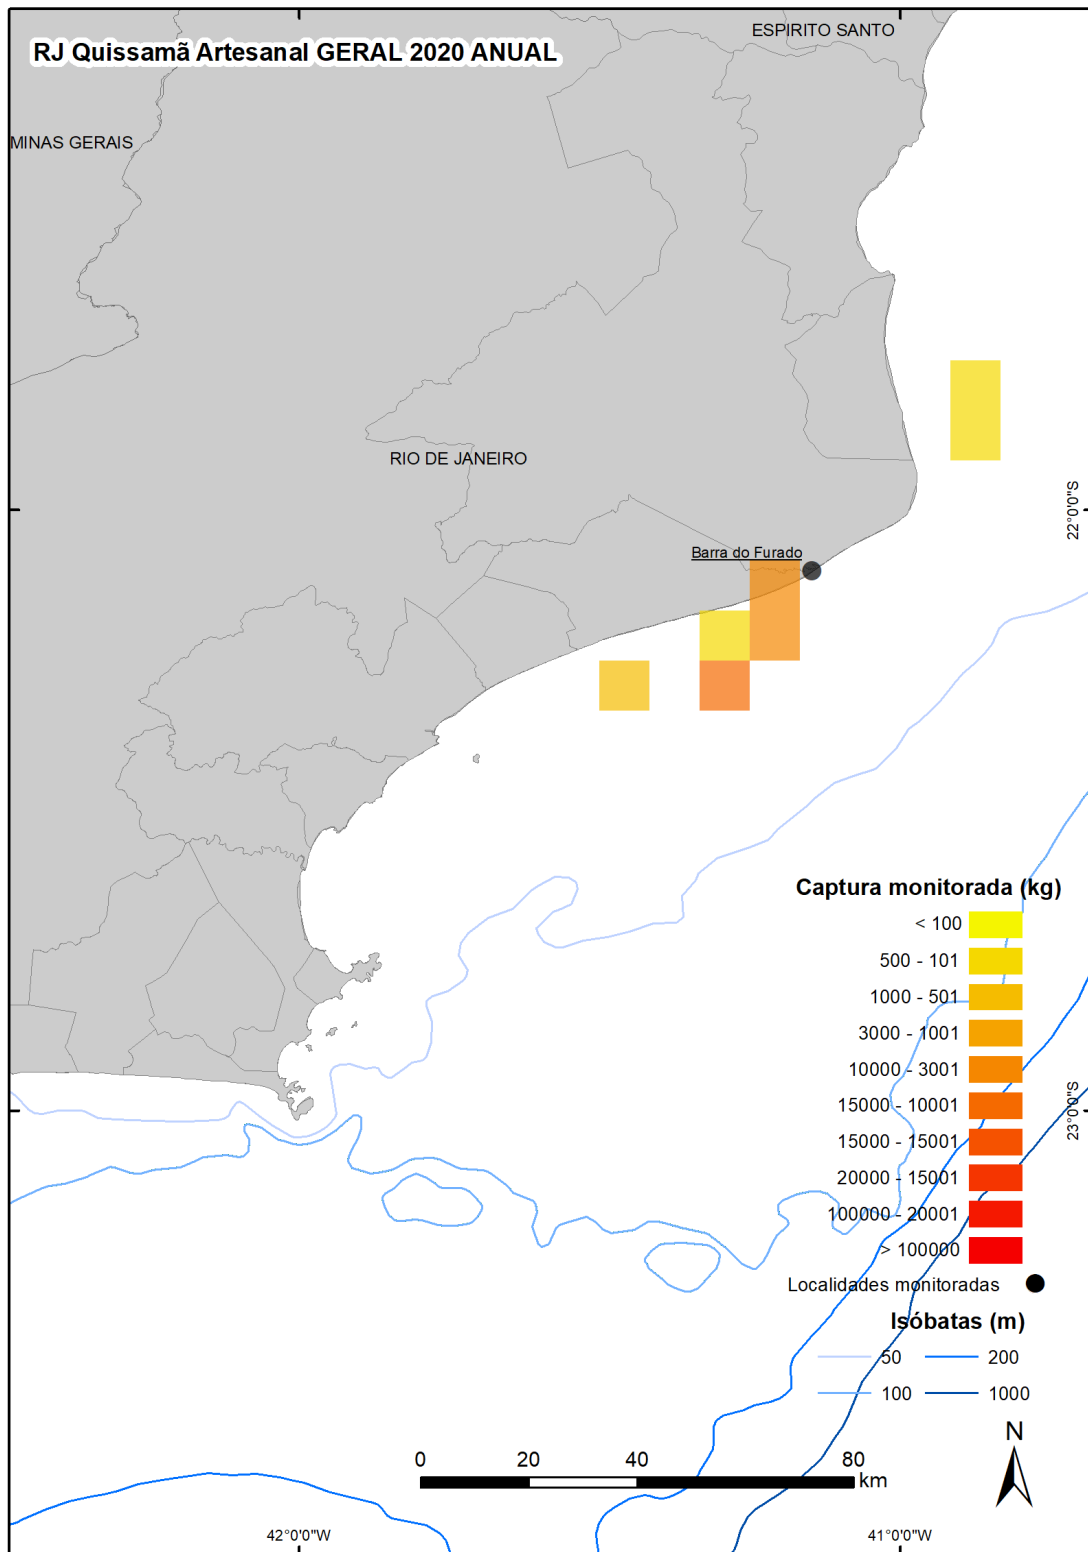 ESPIRITO SANTO
RJ Quissamã Artesanal GERAL 2020 ANUAL
MINAS GERAIS
RIO DE JANEIRO
22°0'0"S
Barra do Furado
Captura monitorada (kg)
< 100
500 - 101
1000 - 501
3000 - 1001
10000 - 3001
15000 - 10001
15000 - 15001
20000 - 15001
100000 - 20001
> 100000
23°0'0"S
Localidades monitoradas
Isóbatas (m)
50 200
100 1000
N
0 20 40 80
km
42°0'0"W 41°0'0"W